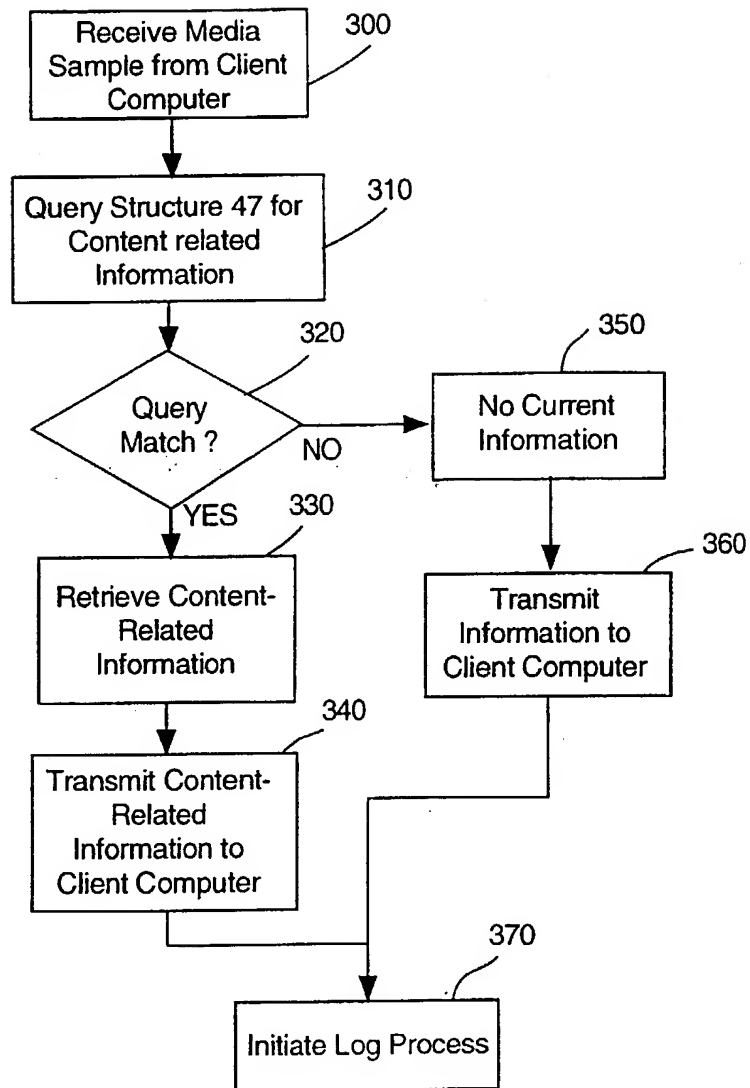 Receive Media
Sample from Client
Computer
300
Query Structure 47 for
Content related
Information
310
Query
Match ?
320
NO
YES
No Current
Information
350
Retrieve Content-
Related
Information
330
Transmit
Information to
Client Computer
360
Transmit Content-
Related
Information to
Client Computer
340
Initiate Log Process
370